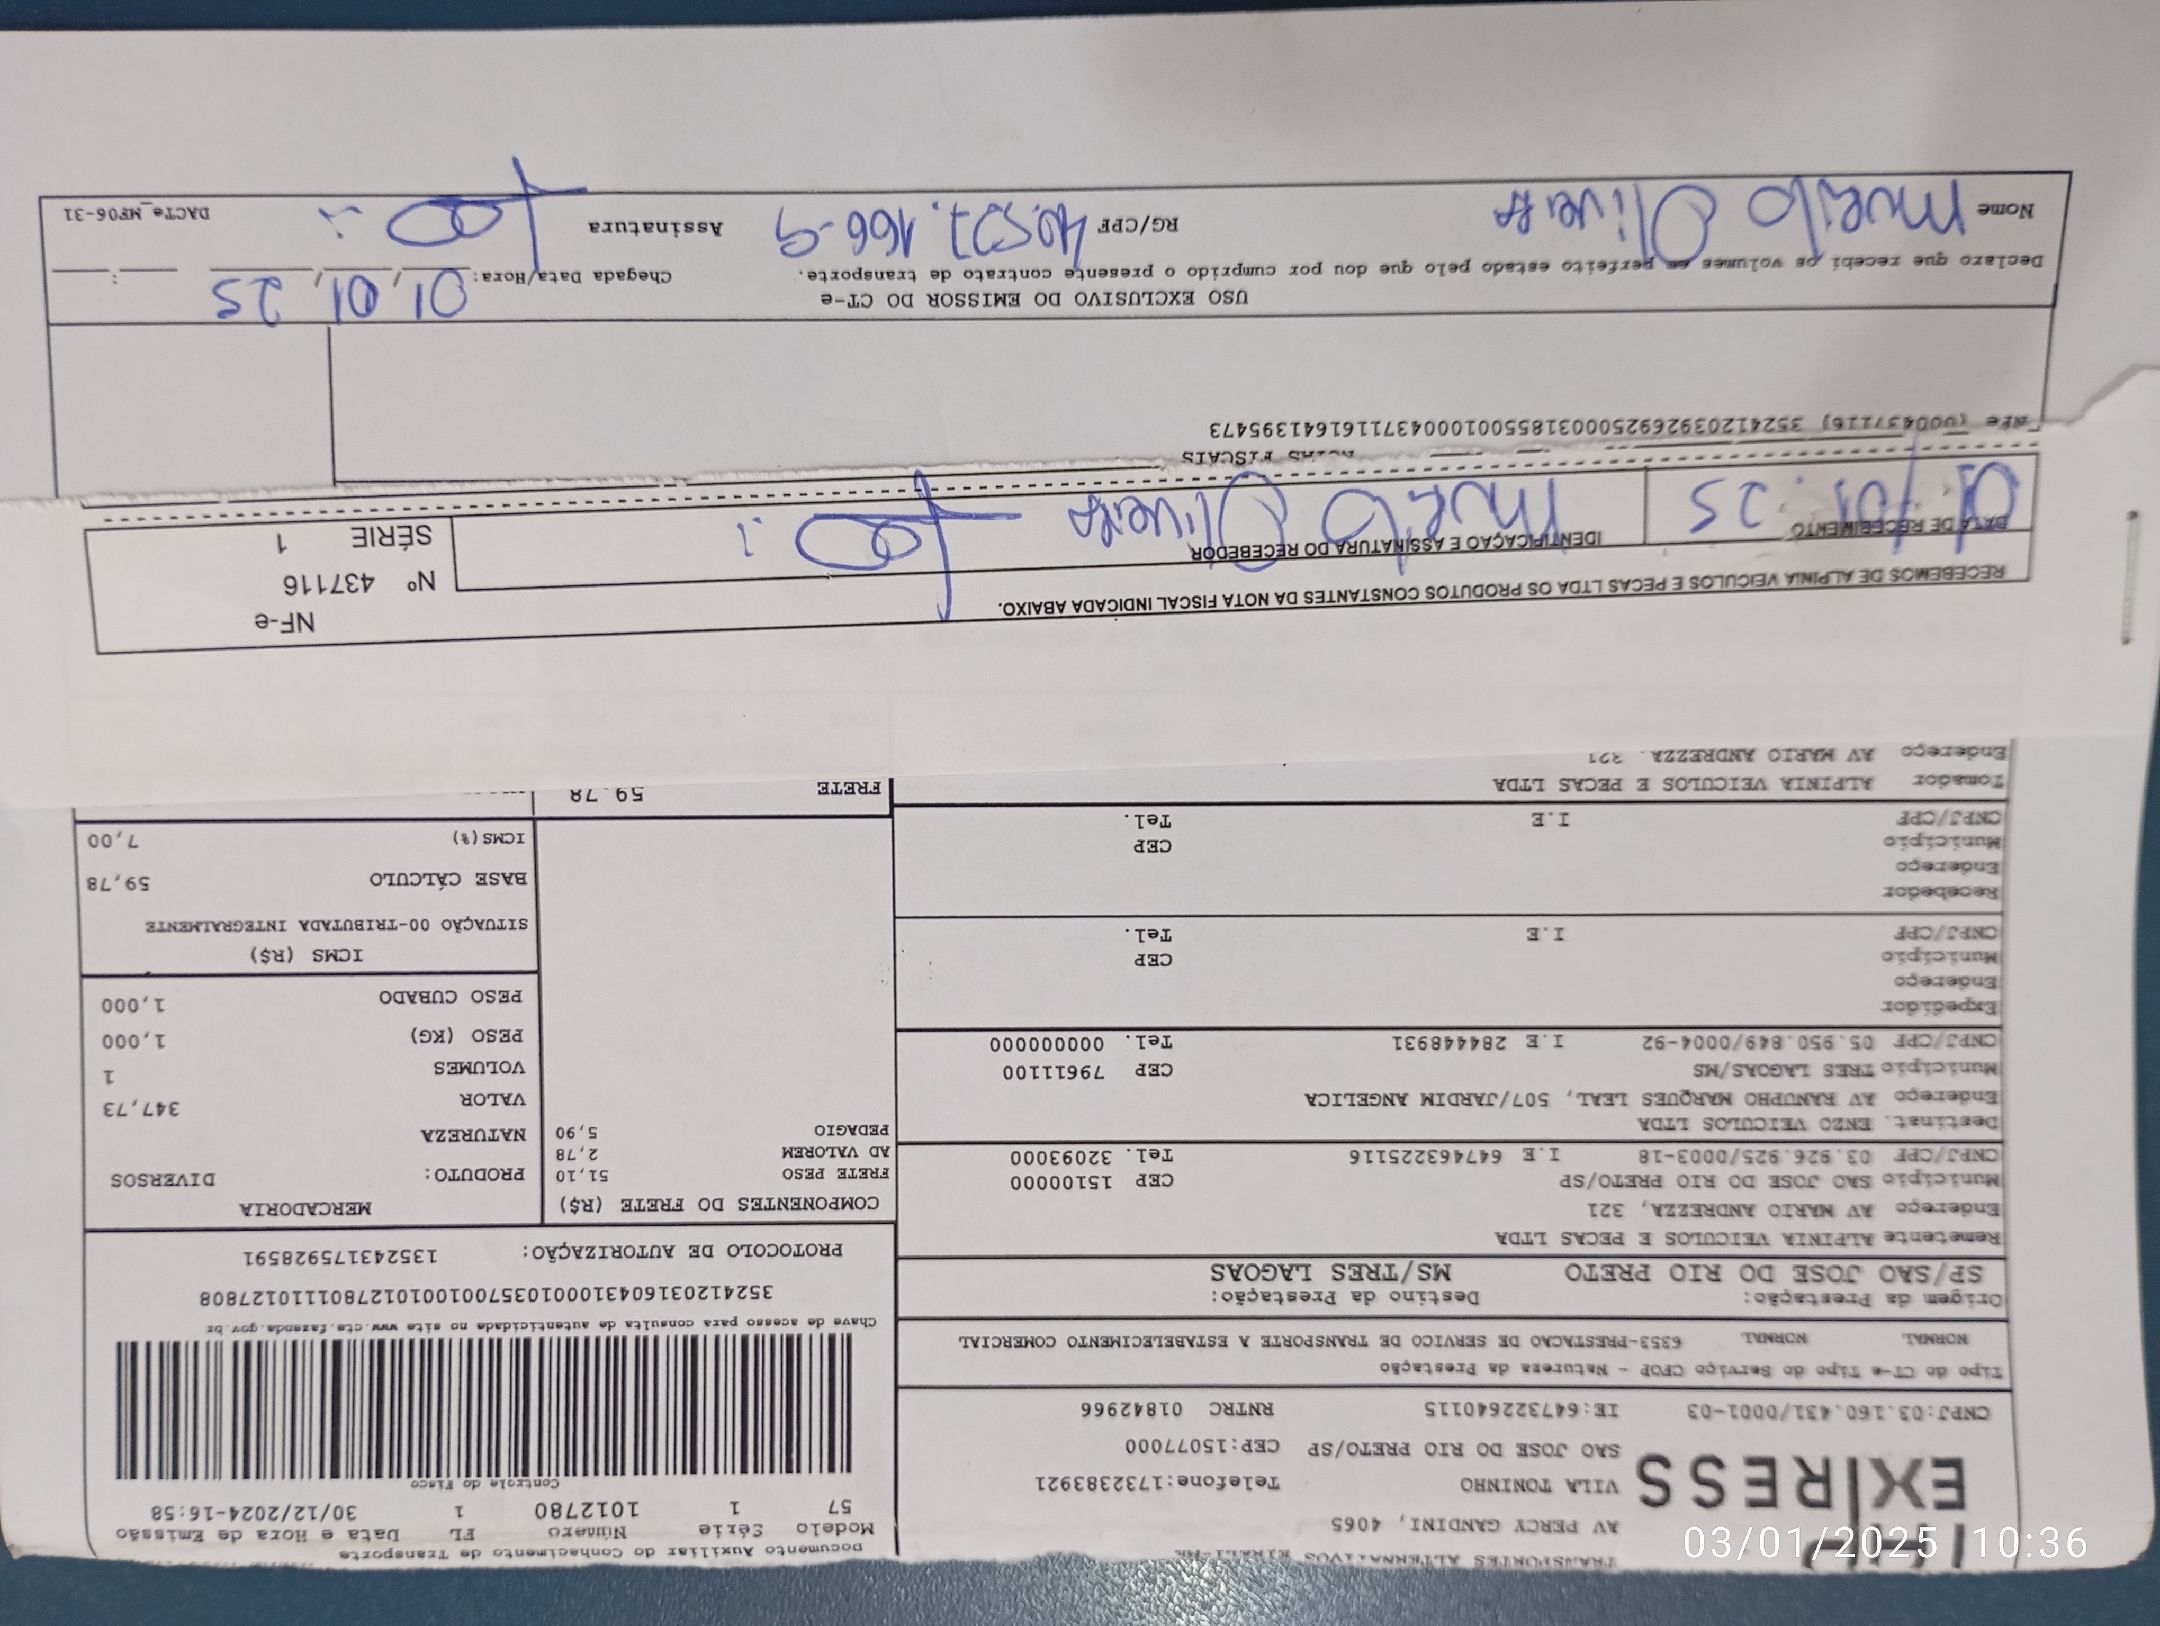 TRANSPORTES ALTERNATIVOS EIRELI-ME
AV PERCY GANDINI, 4065
VILA TONINHO Telefone:1732383921
SAO JOSE DO RIO PRETO/SP CEP:15077000
EXPRESS
CNPJ:03.160.431/0001-03 IE:647322640115 RNTRC 01842966
Documento Auxiliar do Conhecimento de Transporte
Modelo Série Número FL Data e Hora de Emissão
57 1 1012780 1 30/12/2024-16:58
Controle do Fisco
Chave de acesso para consulta de autenticidade no site www.cte.fazenda.gov.br
35241203160431000103570010010127801110127808
PROTOCOLO DE AUTORIZAÇÃO: 135243175928591
Tipo do CT-e Tipo do Serviço CFOP - Natureza da Prestação
NORMAL NORMAL 6353-PRESTACAO DE SERVICO DE TRANSPORTE A ESTABELECIMENTO COMERCIAL
Origem da Prestação: Destino da Prestação:
SP/SAO JOSE DO RIO PRETO MS/TRES LAGOAS
Remetente ALPINIA VEICULOS E PECAS LTDA
Endereço AV MARIO ANDREZZA, 321
Município SAO JOSE DO RIO PRETO/SP CEP 15100000
CNPJ/CPF 03.926.925/0003-18 I.E 647463225116 Tel. 32093000
Destinat. ENZO VEICULOS LTDA
Endereço AV RANUPHO MARQUES LEAL, 507/JARDIM ANGELICA
Município TRES LAGOAS/MS CEP 79611100
CNPJ/CPF 05.950.849/0004-92 I.E 28448931 Tel. 00000000
Expedidor
Endereço
Município CEP
CNPJ/CPF I.E Tel.
Recebedor
Endereço
Município CEP
CNPJ/CPF I.E Tel.
Tomador ALPINIA VEICULOS E PECAS LTDA
Endereço AV MARIO ANDREZZA, 321
COMPONENTES DO FRETE (R$)
FRETE PESO 51,10
AD VALOREM 2,78
PEDAGIO 5,90
FRETE 59,78
MERCADORIA
PRODUTO: DIVERSOS
NATUREZA
VALOR 347,73
VOLUMES 1
PESO (KG) 1,000
PESO CUBADO 1,000
ICMS (R$)
SITUAÇÃO 00-TRIBUTADA INTEGRALMENTE
BASE CÁLCULO 59,78
ICMS(%) 7,00
RECEBEMOS DE ALPINIA VEICULOS E PECAS LTDA OS PRODUTOS CONSTANTES DA NOTA FISCAL INDICADA ABAIXO.
DATA DE RECEBIMENTO IDENTIFICAÇÃO E ASSINATURA DO RECEBEDOR
01/01.25 Murilo Oliveira
NF-e
Nº 437116
SÉRIE 1
FISCAIS
NFe (000437116) 35241203926925000318550010004371161641395473
USO EXCLUSIVO DO EMISSOR DO CT-e
Declaro que recebi os volumes em perfeito estado pelo que dou por cumprido o presente contrato de transporte. Chegada Data/Hora: 01, 01, 25 :
Nome Murilo Oliveira RG/CPF 40.527.166-9 Assinatura DACTe_MF06-31
03/01/2025 10:36